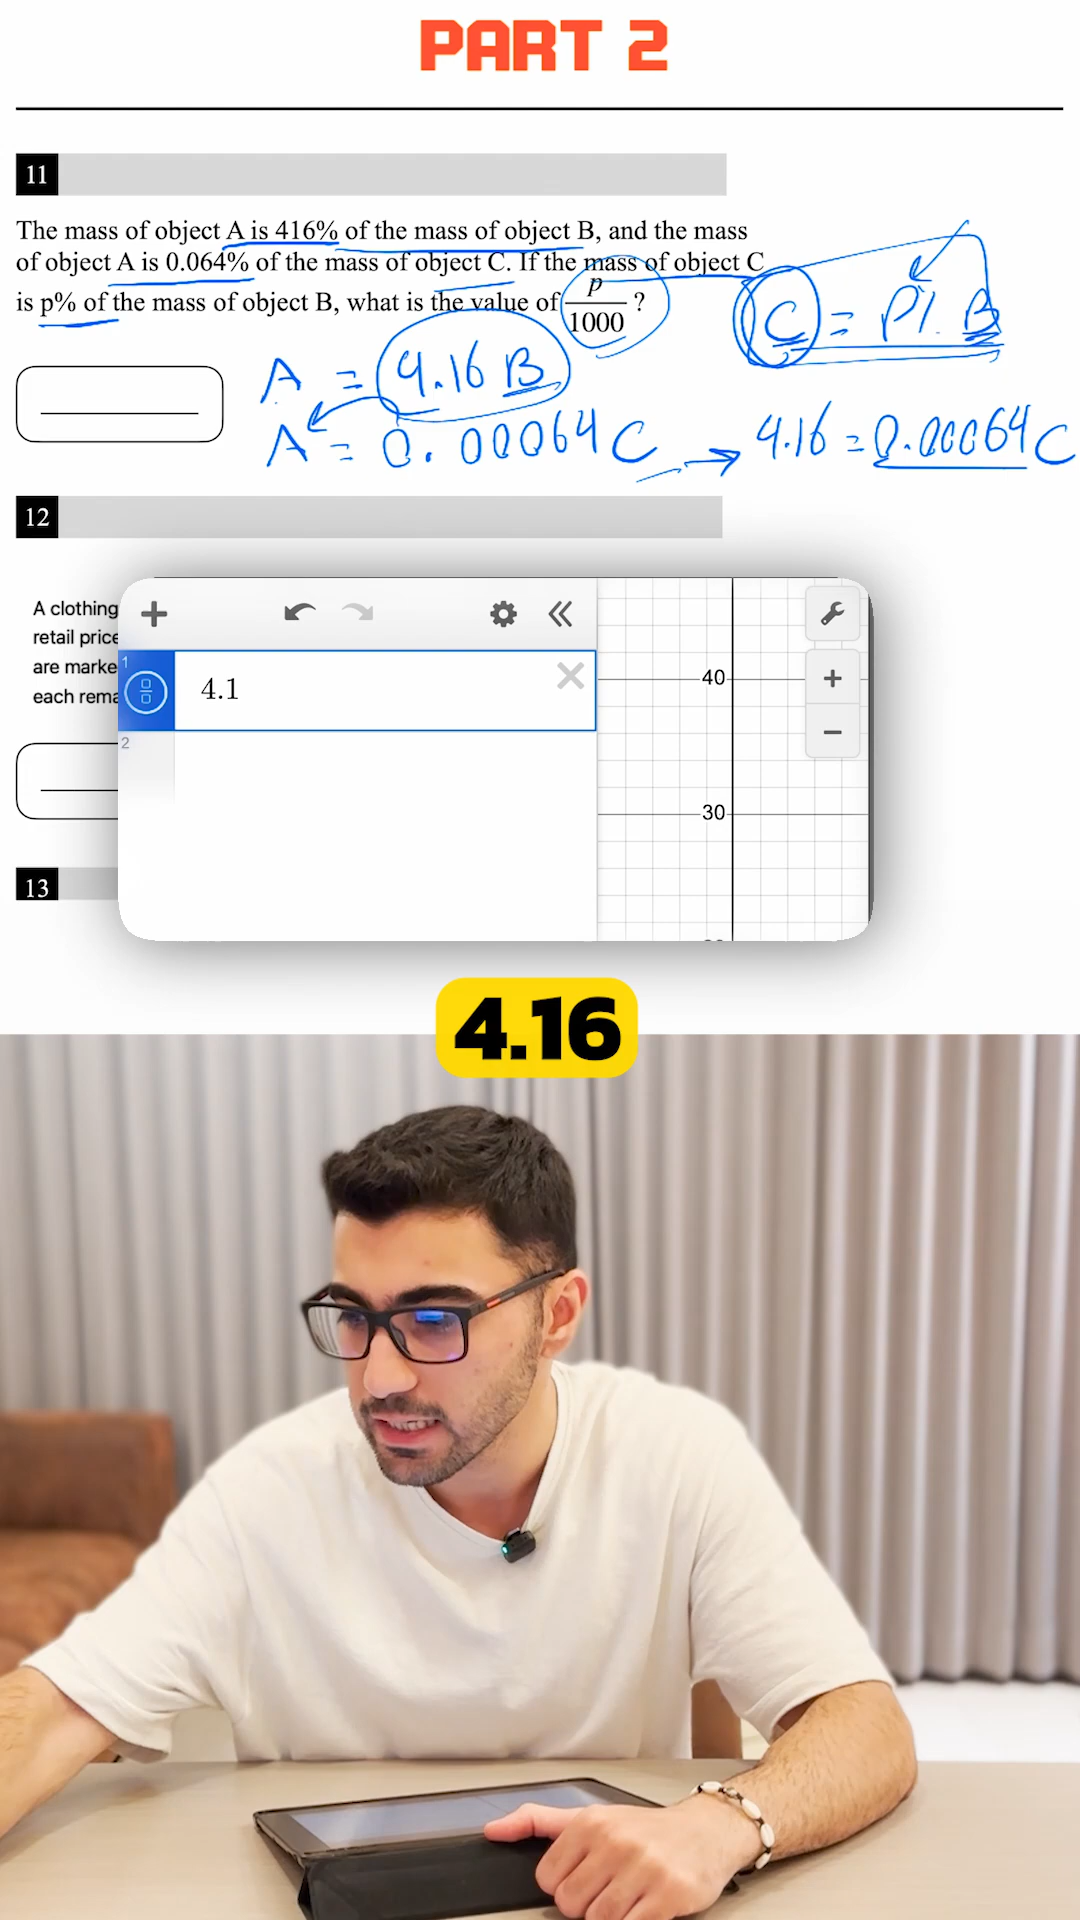 PART 2
11
The mass of object A is 416% of the mass of object B, and the mass
of object A is 0.064% of the mass of object C. If the mass of object C
is p% of the mass of object B, what is the value of p/1000 ?
C = P% B
A = 4.16 B
A = 0.00064 C → 4.16 = 0.00064 C
12
A clothing
retail price
are marke
each rema
1
4.1
2
40
30
13
4.16